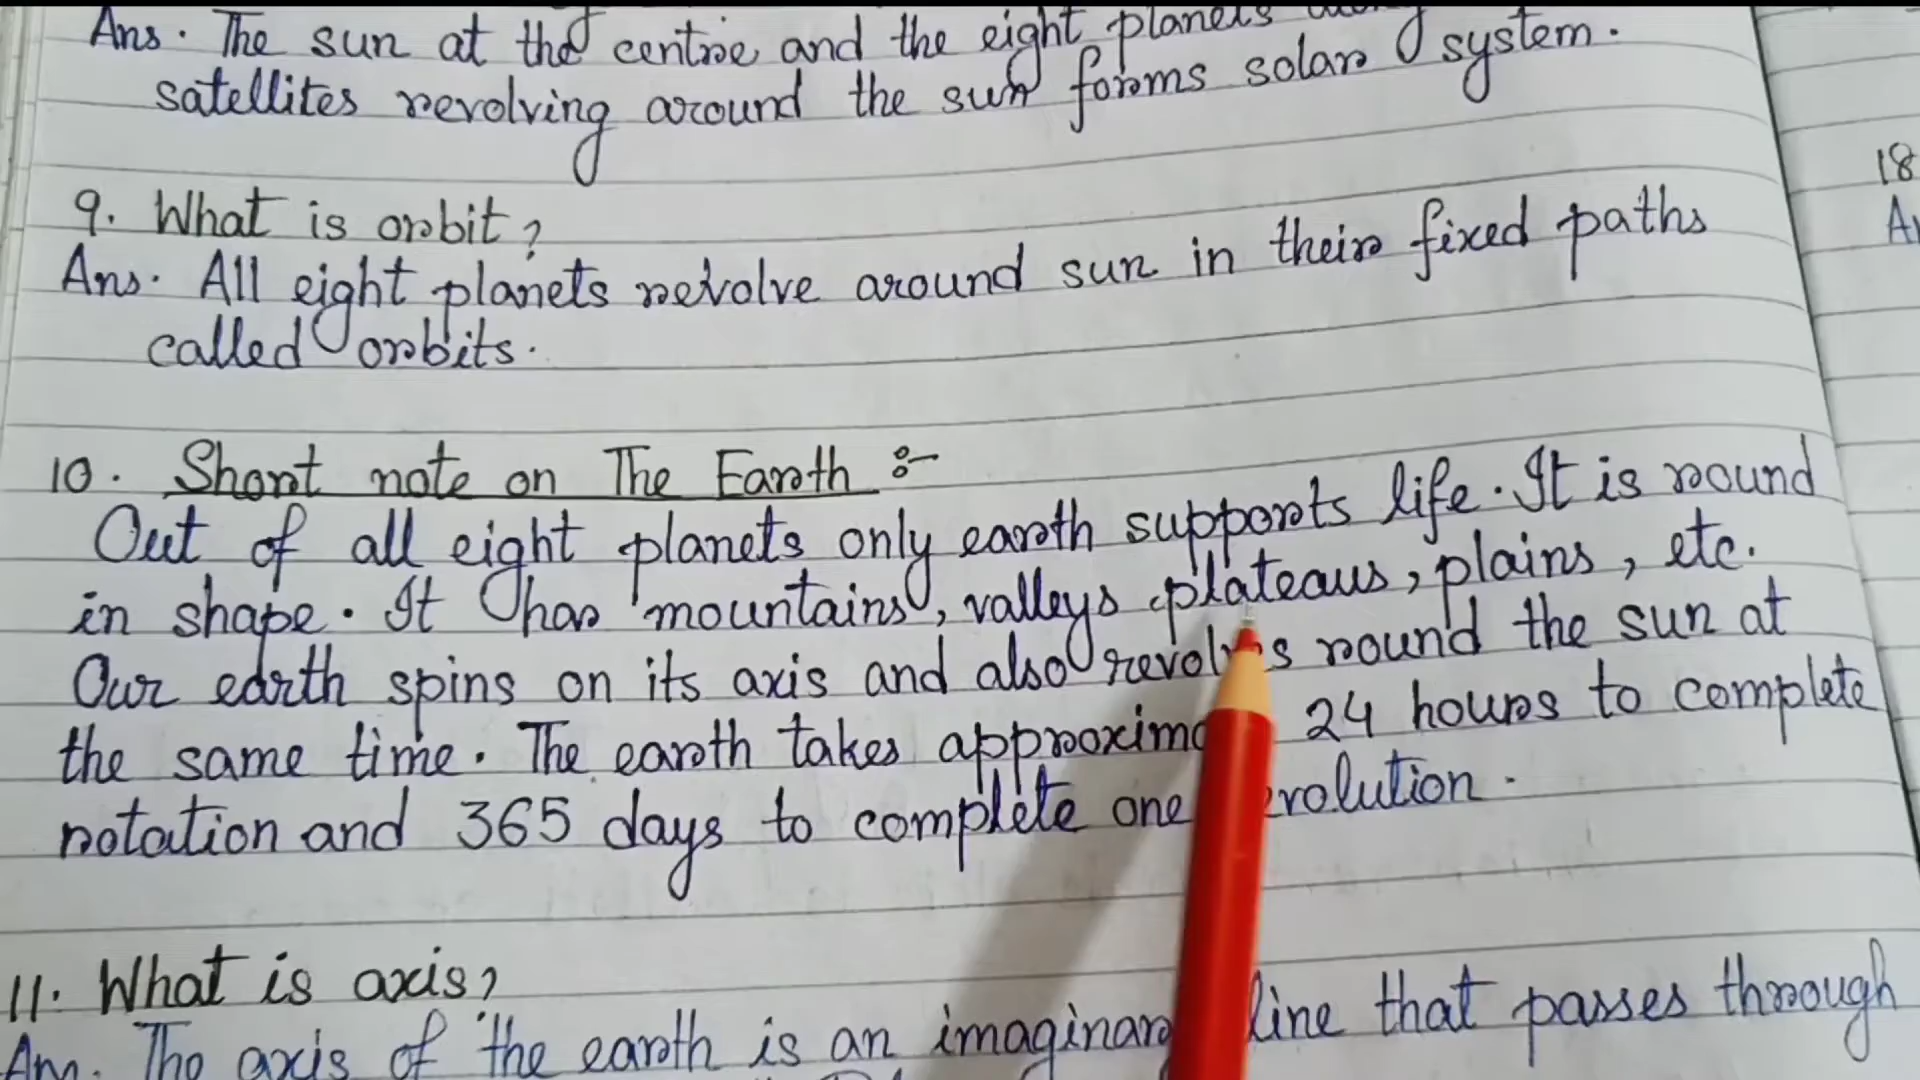 Ans. The sun at the centre and the eight planets
satellites revolving around the sun forms solar system.
18
9. What is orbit?
A
Ans. All eight planets revolve around sun in their fixed paths
called orbits.
10. Short note on The Earth :-
Out of all eight planets only earth supports life. It is round
in shape. It has mountains, valleys, plateaus, plains, etc.
Our earth spins on its axis and also revolves round the sun at
the same time. The earth takes 24 hours to complete
rotation and 365 days to complete one revolution.
11. What is axis?
Ans. The axis of the earth is an imaginary line that passes through